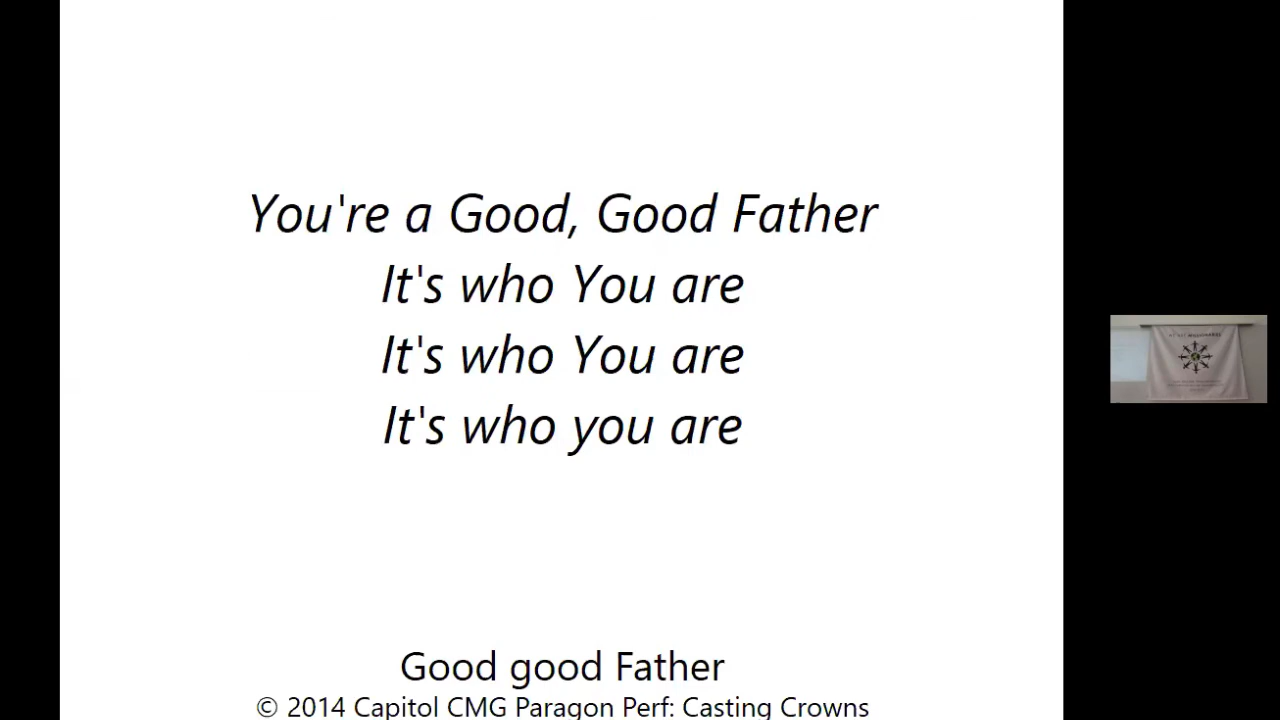 You're a Good, Good Father
It's who You are
It's who You are
It's who you are
Good good Father
© 2014 Capitol CMG Paragon Perf: Casting Crowns